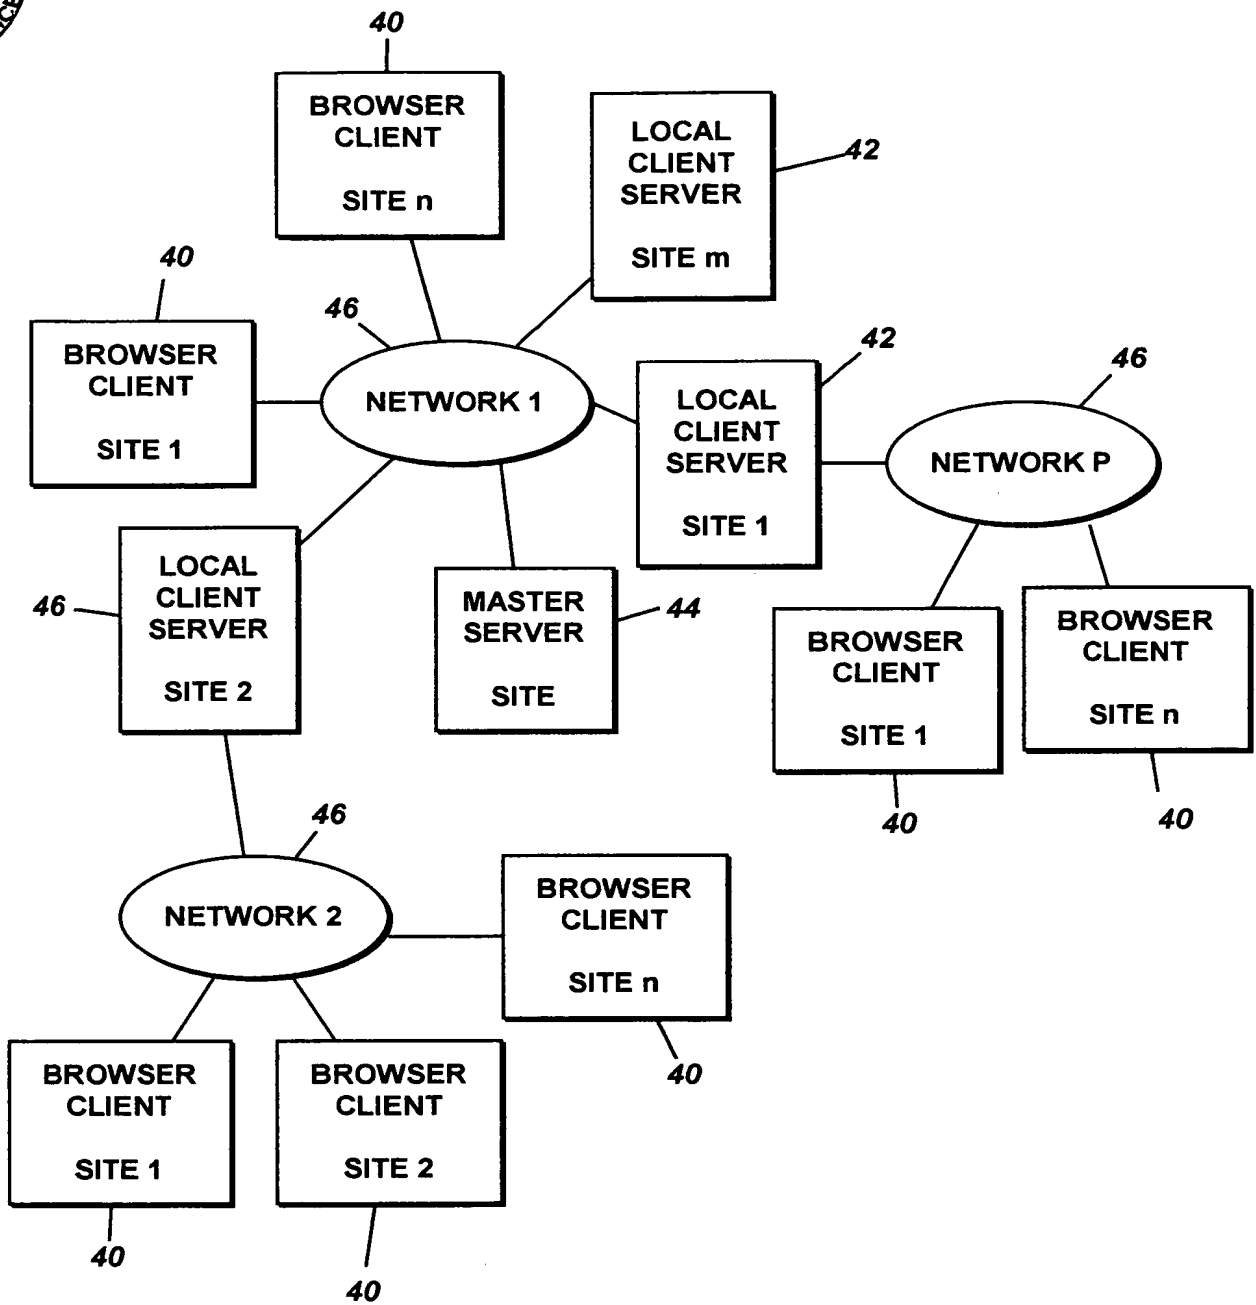 40
BROWSER
CLIENT
SITE n
LOCAL
CLIENT
SERVER
SITE m
42
40
BROWSER
CLIENT
SITE 1
46
NETWORK 1
42
LOCAL
CLIENT
SERVER
SITE 1
46
NETWORK P
46
LOCAL
CLIENT
SERVER
SITE 2
MASTER
SERVER
SITE
44
BROWSER
CLIENT
SITE 1
40
BROWSER
CLIENT
SITE n
40
46
NETWORK 2
BROWSER
CLIENT
SITE n
40
BROWSER
CLIENT
SITE 1
40
BROWSER
CLIENT
SITE 2
40